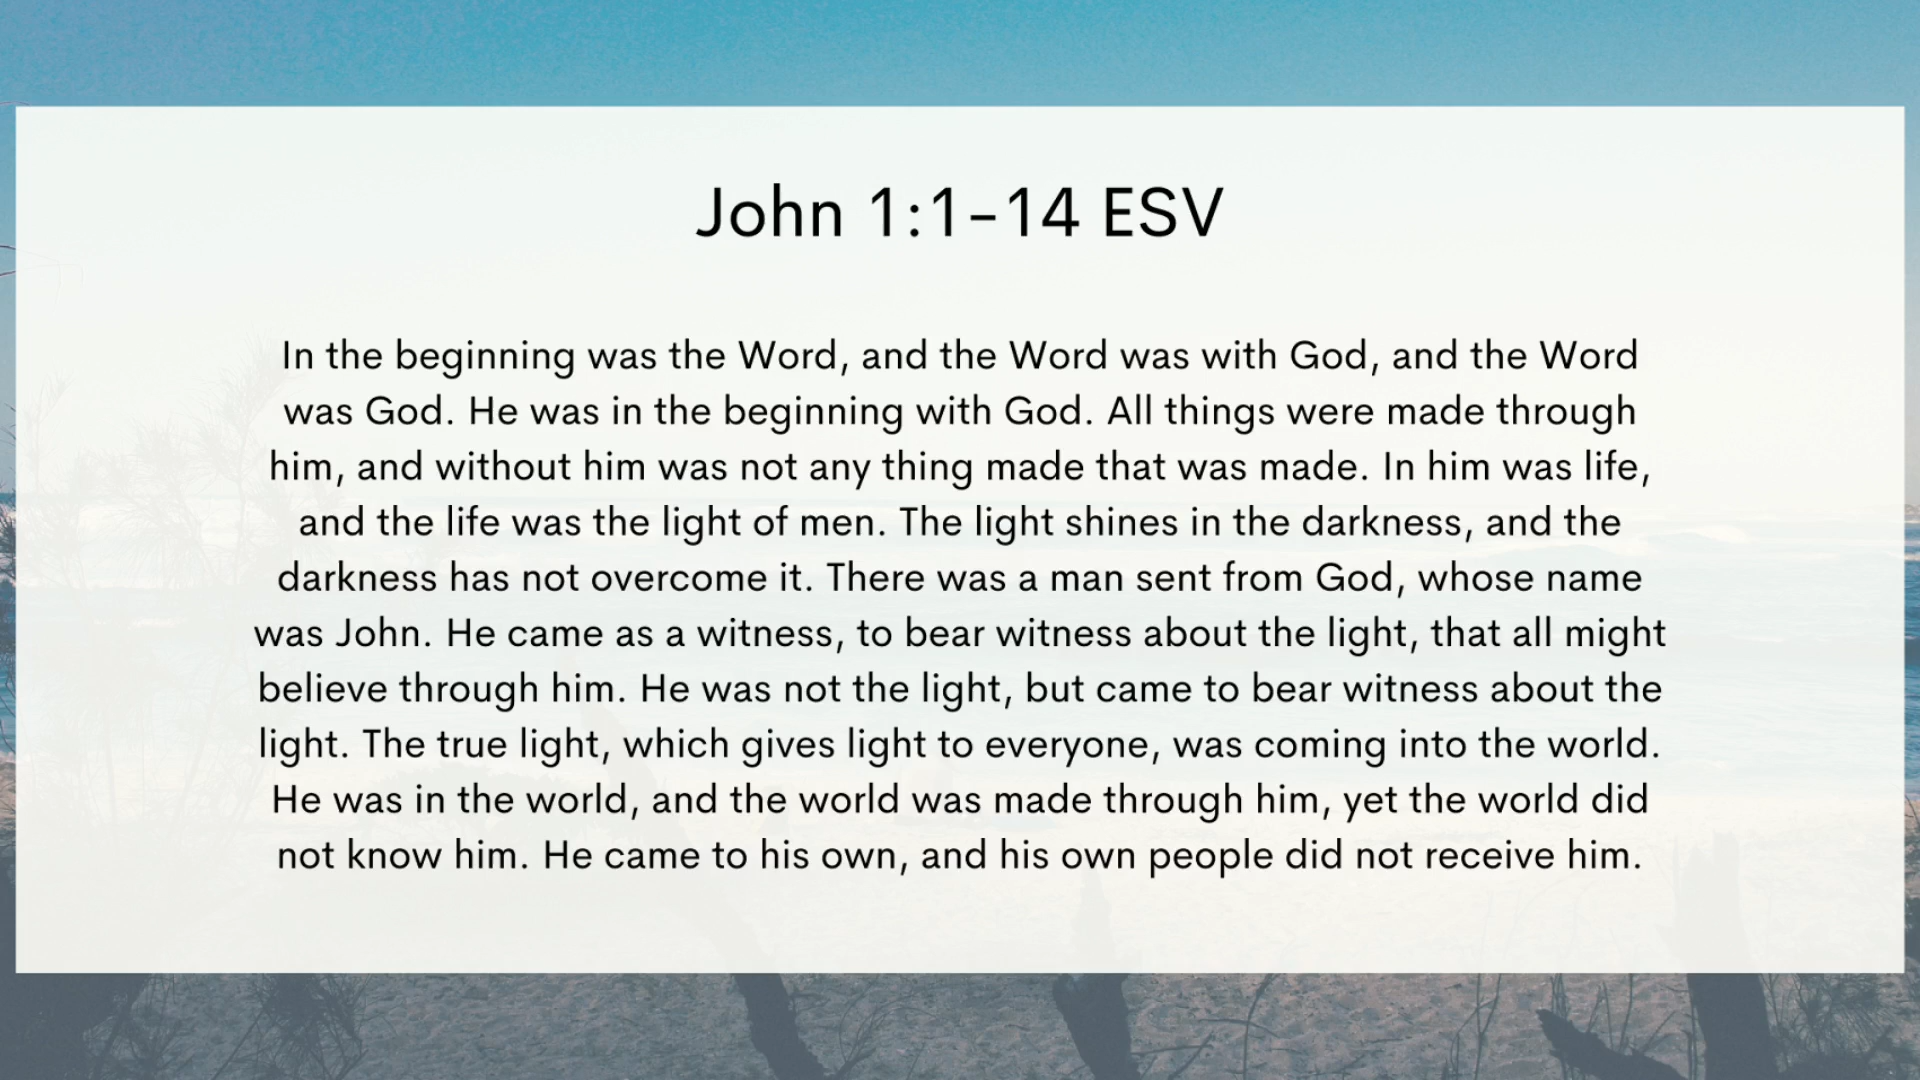 John 1:1-14 ESV
In the beginning was the Word, and the Word was with God, and the Word
was God. He was in the beginning with God. All things were made through
him, and without him was not any thing made that was made. In him was life,
and the life was the light of men. The light shines in the darkness, and the
darkness has not overcome it. There was a man sent from God, whose name
was John. He came as a witness, to bear witness about the light, that all might
believe through him. He was not the light, but came to bear witness about the
light. The true light, which gives light to everyone, was coming into the world.
He was in the world, and the world was made through him, yet the world did
not know him. He came to his own, and his own people did not receive him.